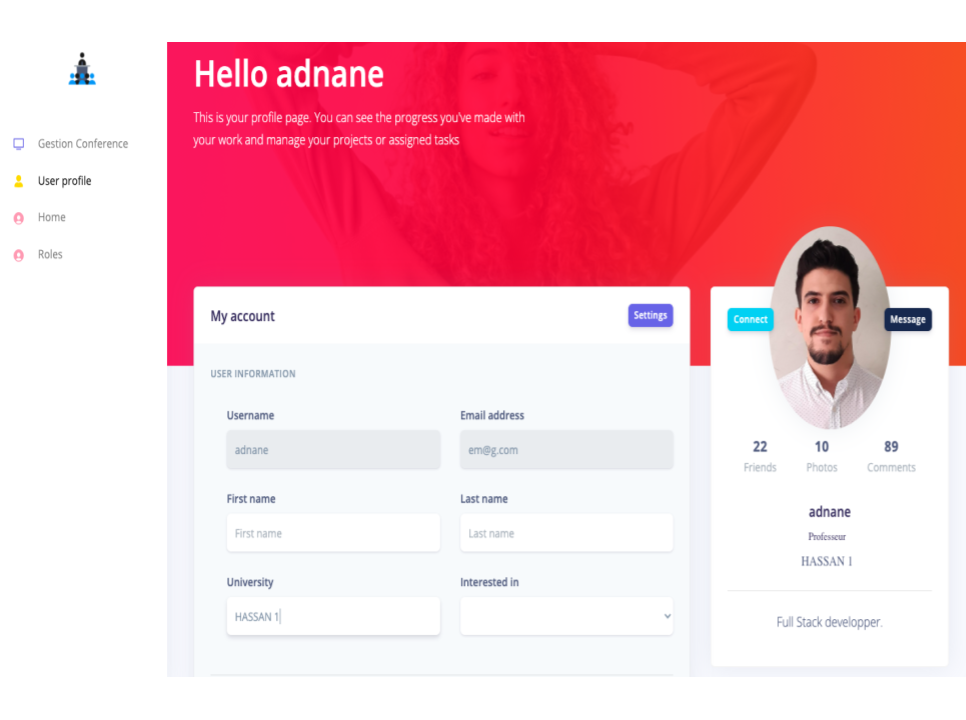 Hello adnane
This is your profile page. You can see the progress you've made with
your work and manage your projects or assigned tasks
Gestion Conference
User profile
Home
Roles
My account
Settings
USER INFORMATION
Username
Email address
adnane
em@g.com
First name
Last name
First name
Last name
University
Interested in
HASSAN 1
Connect
Message
22
10
89
Friends
Photos
Comments
adnane
Professeur
HASSAN 1
Full Stack developper.